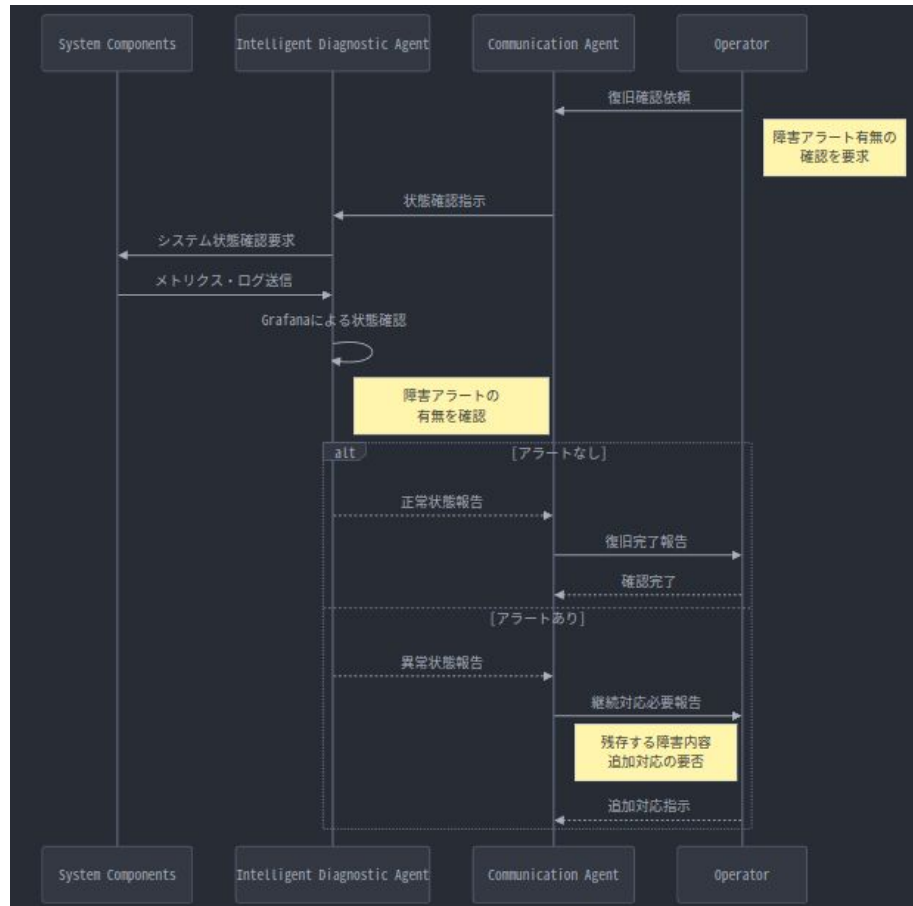 System Components
Intelligent Diagnostic Agent
Communication Agent
Operator
復旧確認依頼
障害アラート有無の
確認を要求
状態確認指示
システム状態確認要求
メトリクス・ログ送信
Grafanaによる状態確認
障害アラートの
有無を確認
alt
[アラートなし]
正常状態報告
復旧完了報告
確認完了
[アラートあり]
異常状態報告
継続対応必要報告
残存する障害内容
追加対応の要否
追加対応指示
System Components
Intelligent Diagnostic Agent
Communication Agent
Operator